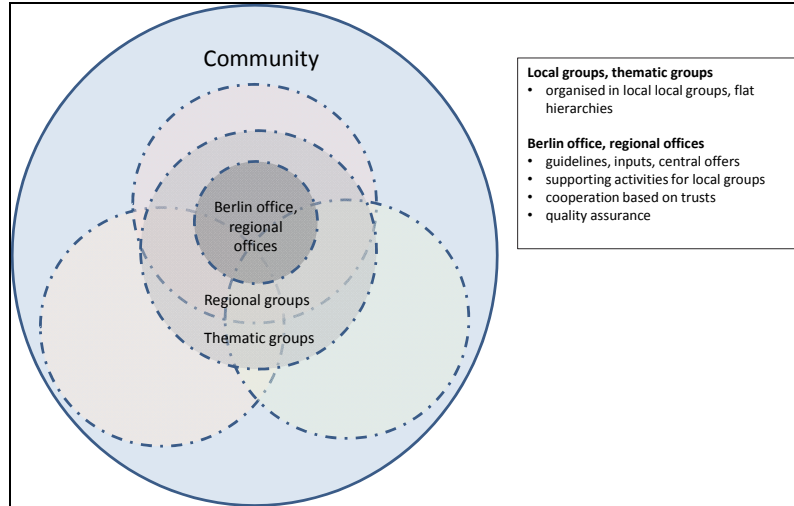 Community
Berlin office,
regional
offices
Regional groups
Thematic groups
Local groups, thematic groups
• organised in local local groups, flat
hierarchies
Berlin office, regional offices
• guidelines, inputs, central offers
• supporting activities for local groups
• cooperation based on trusts
• quality assurance